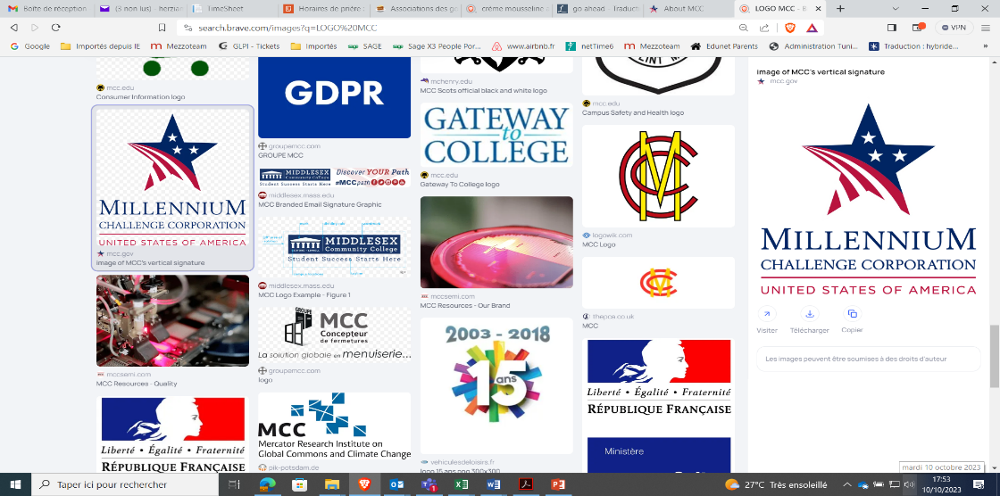 Boîte de réception
(3 non lus) - herzian
TimeSheet
Horaires de prière :
Associations des ge
crème mousseline a
go ahead - Traducti
About MCC
LOGO MCC - B
search.brave.com/images?q=LOGO%20MCC
VPN
Google
Importés depuis IE
Mezzoteam
GLPI - Tickets
Importés
SAGE
Sage X3 People Por...
www.airbnb.fr
netTime6
Mezzoteam
Edunet Parents
Administration Tuni...
Traduction : hybride...
mcc.edu
Consumer Information logo
MILLENNIUM
CHALLENGE CORPORATION
UNITED STATES OF AMERICA
mcc.gov
image of MCC's vertical signature
mccsemi.com
MCC Resources - Quality
Liberté • Égalité • Fraternité
RÉPUBLIQUE FRANÇAISE
GDPR
groupemcc.com
GROUPE MCC
MIDDLESEX
Community College
Student Success Starts Here
Discover YOUR Path
#MCCpath
middlesex.mass.edu
MCC Branded Email Signature Graphic
MIDDLESEX
Community College
Student Success Starts Here
middlesex.mass.edu
MCC Logo Example - Figure 1
GROUPE
MCC
Concepteur
de fermetures
La solution globale en menuiserie...
groupemcc.com
logo
MCC
Mercator Research Institute on
Global Commons and Climate Change
pik-potsdam.de
mchenry.edu
MCC Scots official black and white logo
GATEWAY
to
COLLEGE
mcc.edu
Gateway To College logo
mccsemi.com
MCC Resources - Our Brand
2003 - 2018
15
ans
vehiculesdeloisirs.fr
logo 15 ans png 300x300
mcc.edu
Campus Safety and Health logo
MCC
logowik.com
MCC Logo
MCC
thepca.co.uk
MCC
Liberté • Égalité • Fraternité
RÉPUBLIQUE FRANÇAISE
Ministère
image of MCC's vertical signature
mcc.gov
MILLENNIUM
CHALLENGE CORPORATION
UNITED STATES OF AMERICA
Visiter
Télécharger
Copier
Les images peuvent être soumises à des droits d'auteur
mardi 10 octobre 2023
Taper ici pour rechercher
27°C Très ensoleillé
17:53
10/10/2023